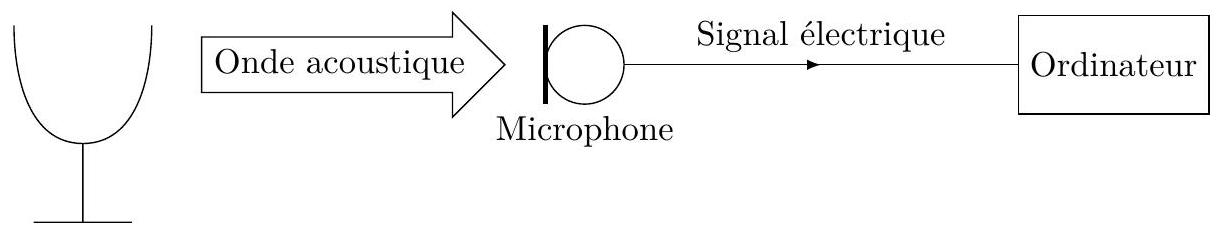 Onde acoustique
Microphone
Signal électrique
Ordinateur